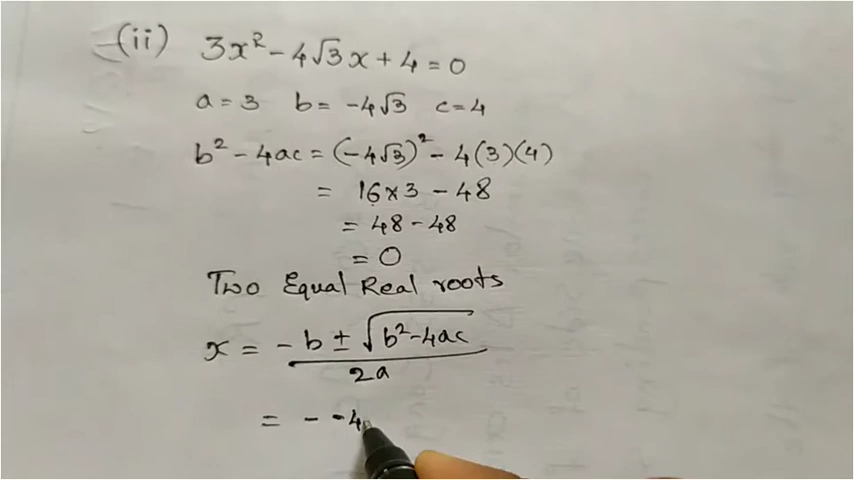 (ii) 3x² - 4√3x + 4 = 0
a = 3 b = -4√3 c = 4
b² - 4ac = (-4√3)² - 4(3)(4)
= 16×3 - 48
= 48 - 48
= 0
Two Equal Real roots
x = -b ± √b²-4ac / 2a
= - -4